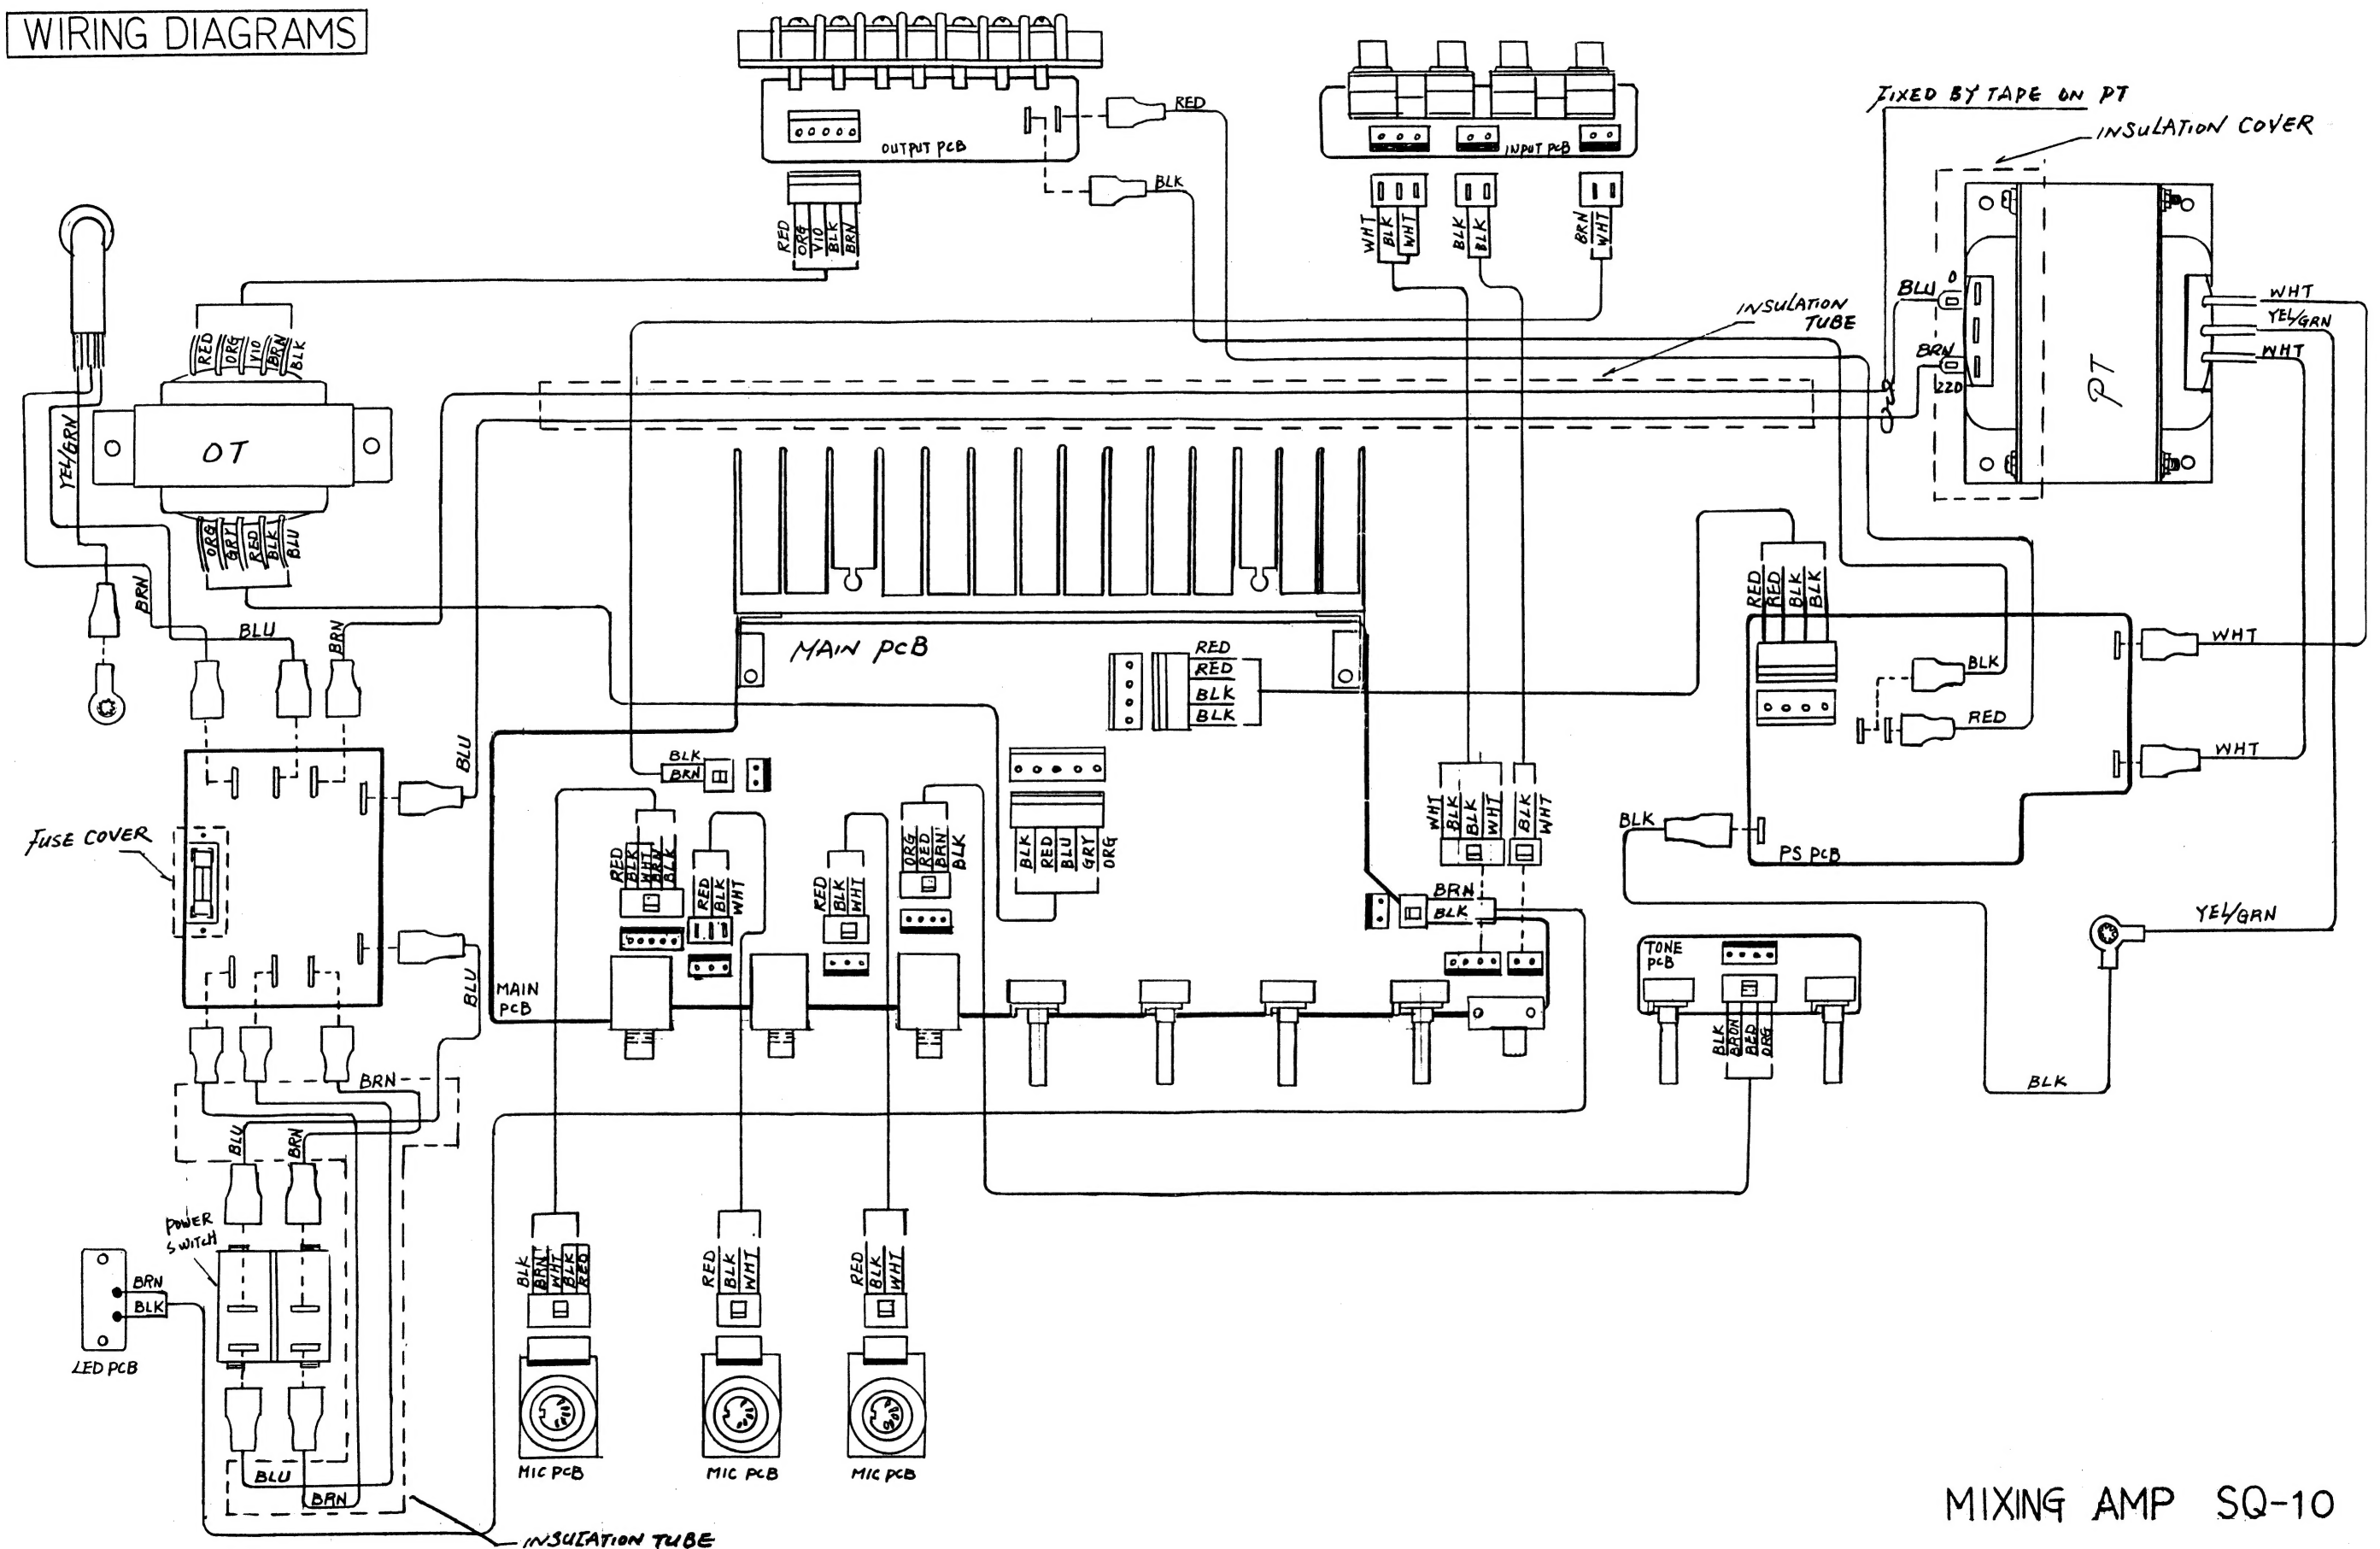 WIRING DIAGRAMS
OUTPUT PCB
RED
BLK
RED
ORG
VIO
BLK
BRN
INPUT PCB
WHT
BLK
WHT
BLK
BLK
BRN
WHT
FIXED BY TAPE ON PT
INSULATION COVER
INSULATION
TUBE
BLU
0
BRN
220
PT
WHT
YEL/GRN
WHT
RED
ORG
VIO
BRN
BLK
OT
YEL/GRN
ORG
GRY
RED
BLK
BLU
BRN
BLU
BRN
BLU
FUSE COVER
BLU
MAIN PCB
RED
RED
BLK
BLK
BLK
BRN
RED
BLK
WHT
BRN
BLK
RED
BLK
WHT
RED
BLK
WHT
ORG
RED
BRN
BLK
BLK
RED
BLU
GRY
ORG
WHT
BLK
BLK
WHT
BLK
WHT
BRN
BLK
MAIN
PCB
RED
RED
BLK
BLK
BLK
RED
WHT
WHT
BLK
PS PCB
YEL/GRN
TONE
PCB
BLK
BRON
RED
ORG
BLK
BRN
BLU
BRN
POWER
SWITCH
BRN
BLK
LED PCB
BLU
BRN
INSULATION TUBE
BLK
BRN
WHT
BLK
RED
MIC PCB
RED
BLK
WHT
MIC PCB
RED
BLK
WHT
MIC PCB
MIXING AMP SQ-10